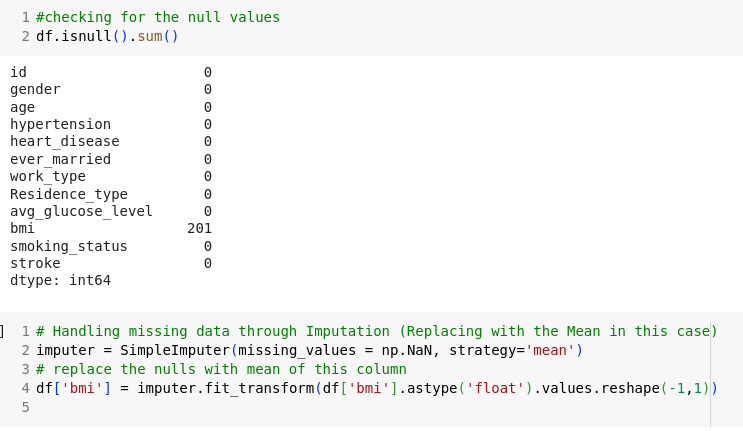 1 #checking for the null values
2 df.isnull().sum()
id 0
gender 0
age 0
hypertension 0
heart_disease 0
ever_married 0
work_type 0
Residence_type 0
avg_glucose_level 0
bmi 201
smoking_status 0
stroke 0
dtype: int64
] 1 # Handling missing data through Imputation (Replacing with the Mean in this case)
2 imputer = SimpleImputer(missing_values = np.NaN, strategy='mean')
3 # replace the nulls with mean of this column
4 df['bmi'] = imputer.fit_transform(df['bmi'].astype('float').values.reshape(-1,1))
5